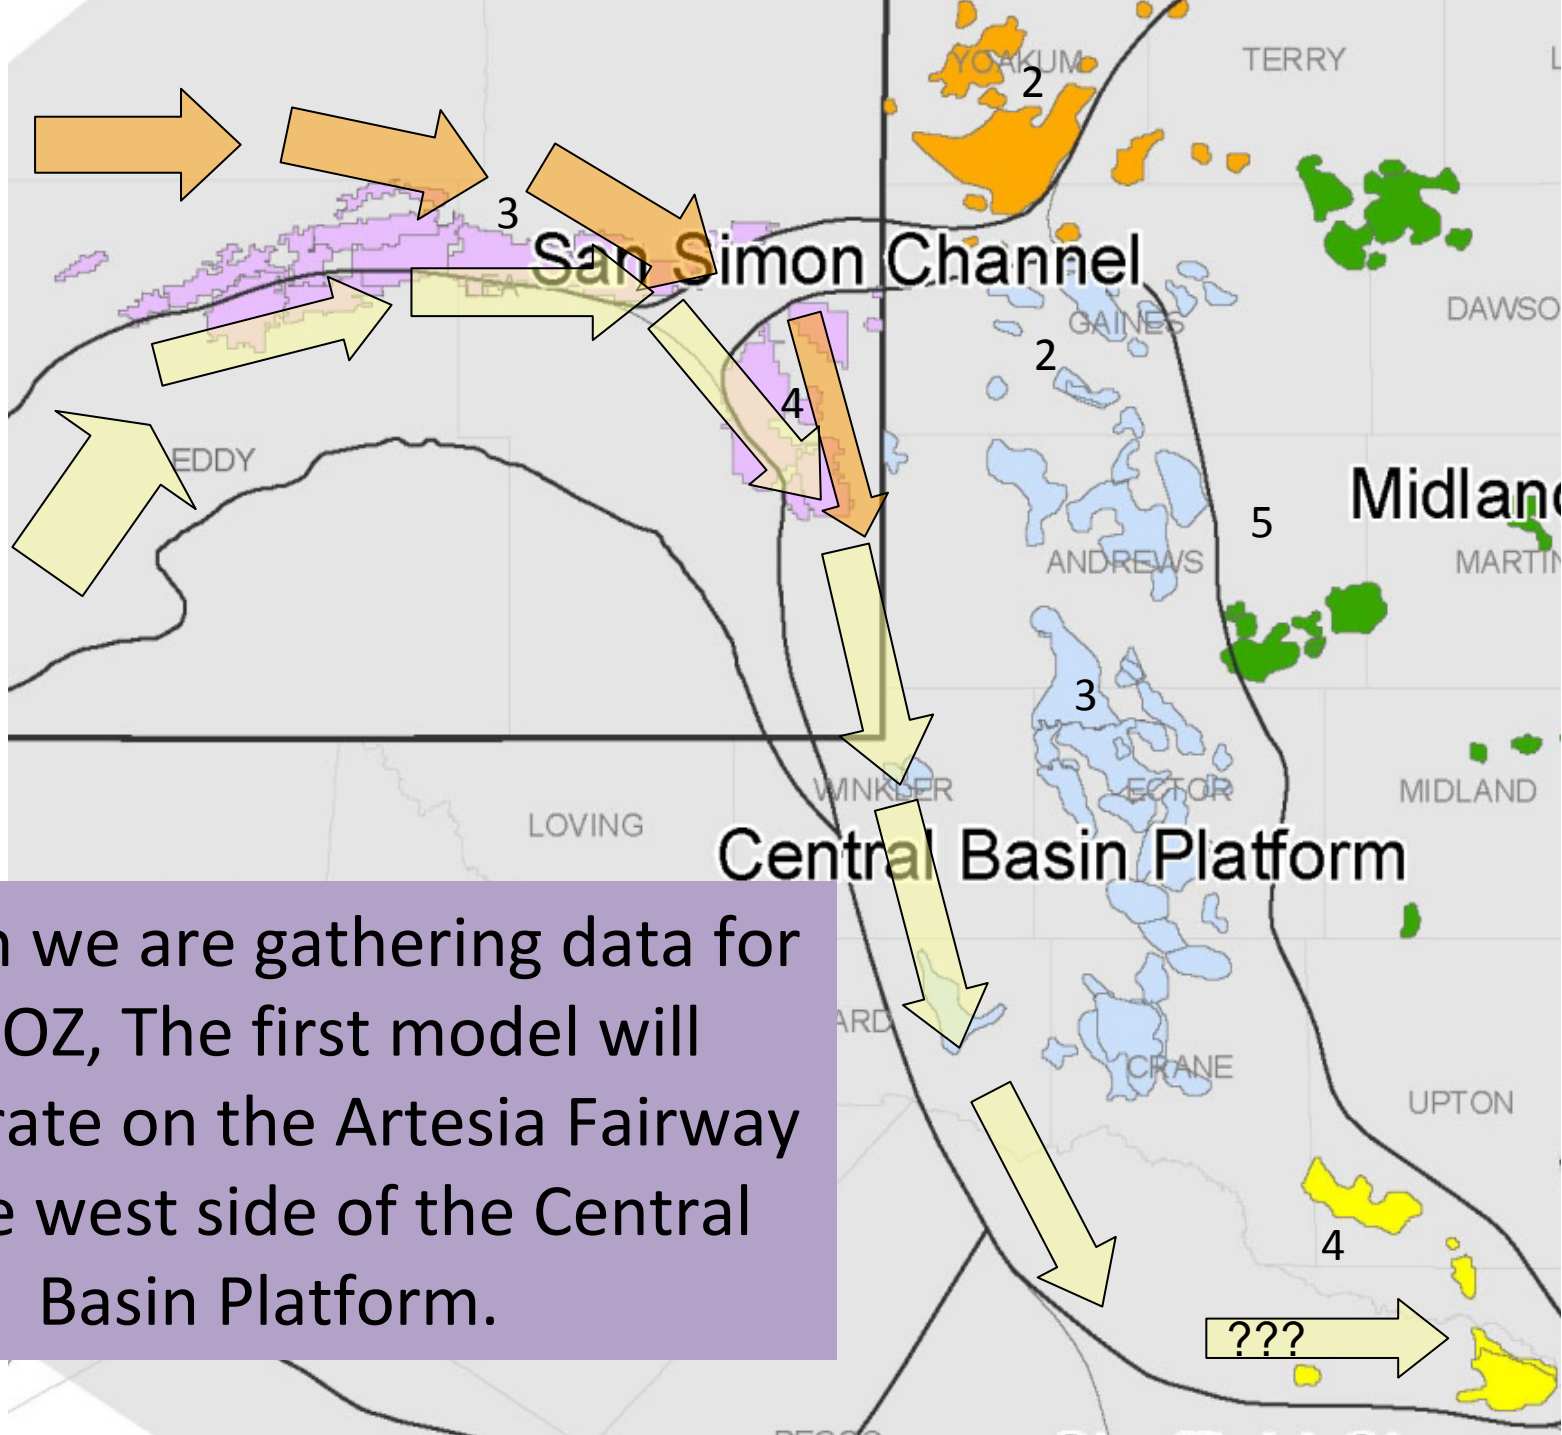 YOAKUM
TERRY
2
3
San Simon Channel
LEA
GAINES
DAWSO
2
4
EDDY
Midlan
5
ANDREWS
MARTIN
3
WINKLER
ECTOR
MIDLAND
LOVING
Central Basin Platform
we are gathering data for
OZ, The first model will
rate on the Artesia Fairway
west side of the Central
Basin Platform.
ARD
CRANE
UPTON
4
???